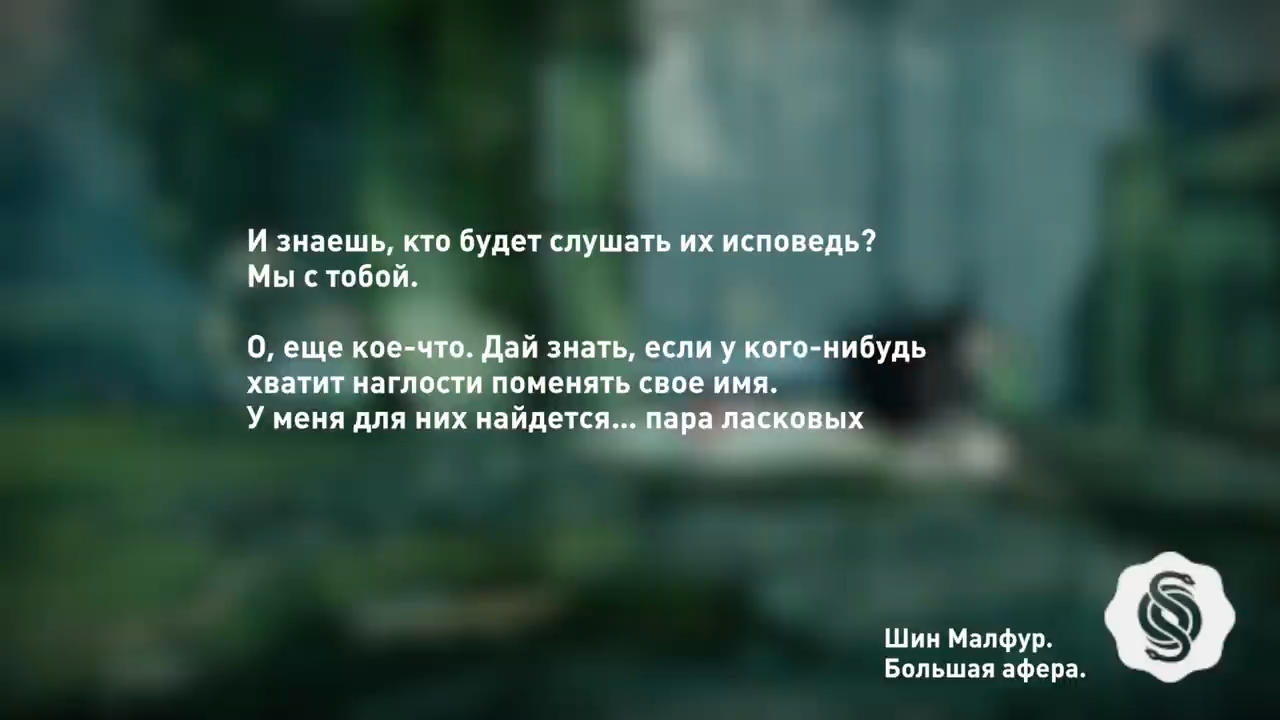 И знаешь, кто будет слушать их исповедь?
Мы с тобой.
О, еще кое-что. Дай знать, если у кого-нибудь
хватит наглости поменять свое имя.
У меня для них найдется... пара ласковых
Шин Малфур.
Большая афера.